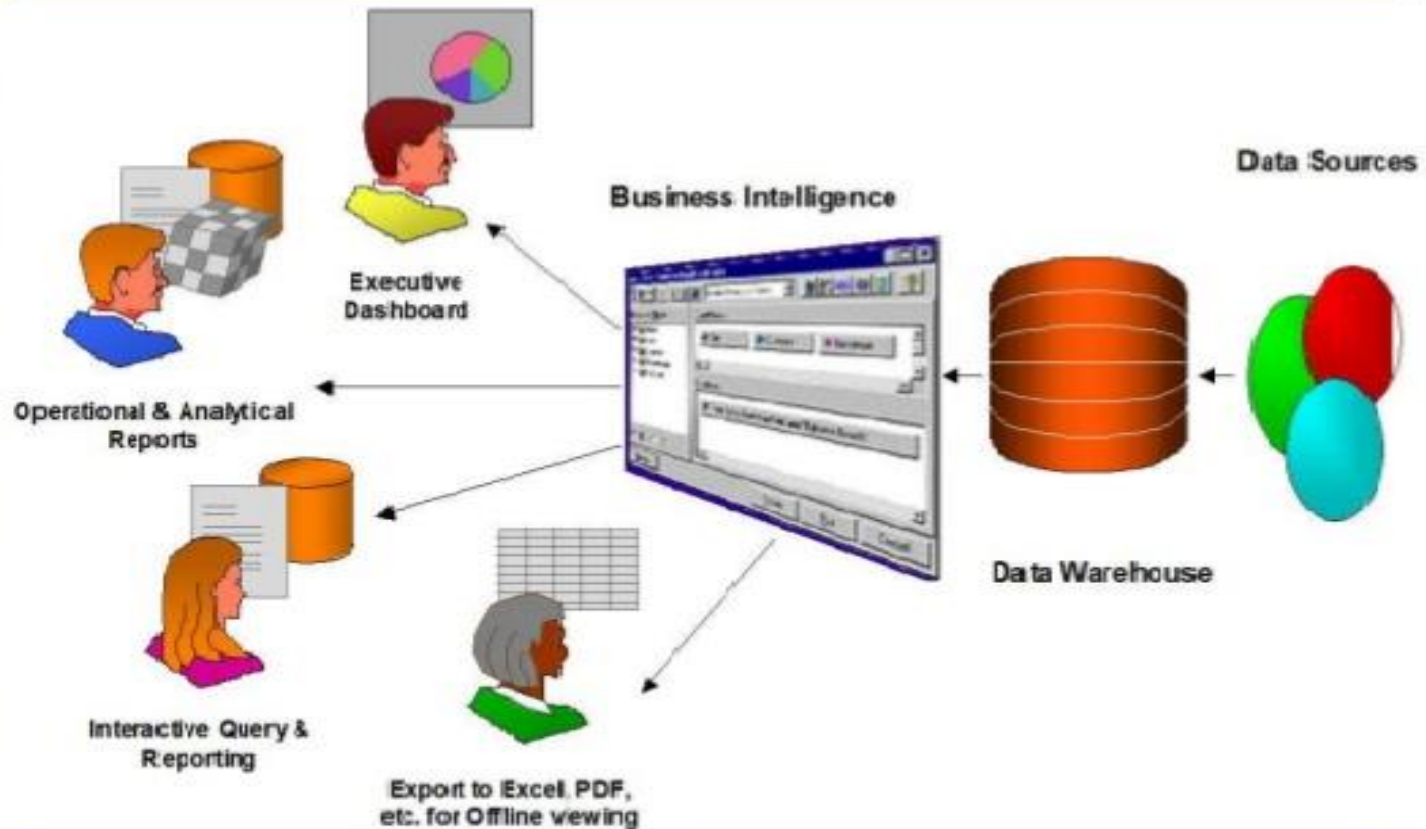 Data Sources
Business Intelligence
Executive
Dashboard
Operational & Analytical
Reports
Data Warehouse
Interactive Query &
Reporting
Export to Excel, PDF,
etc. for Offline viewing
Cancel